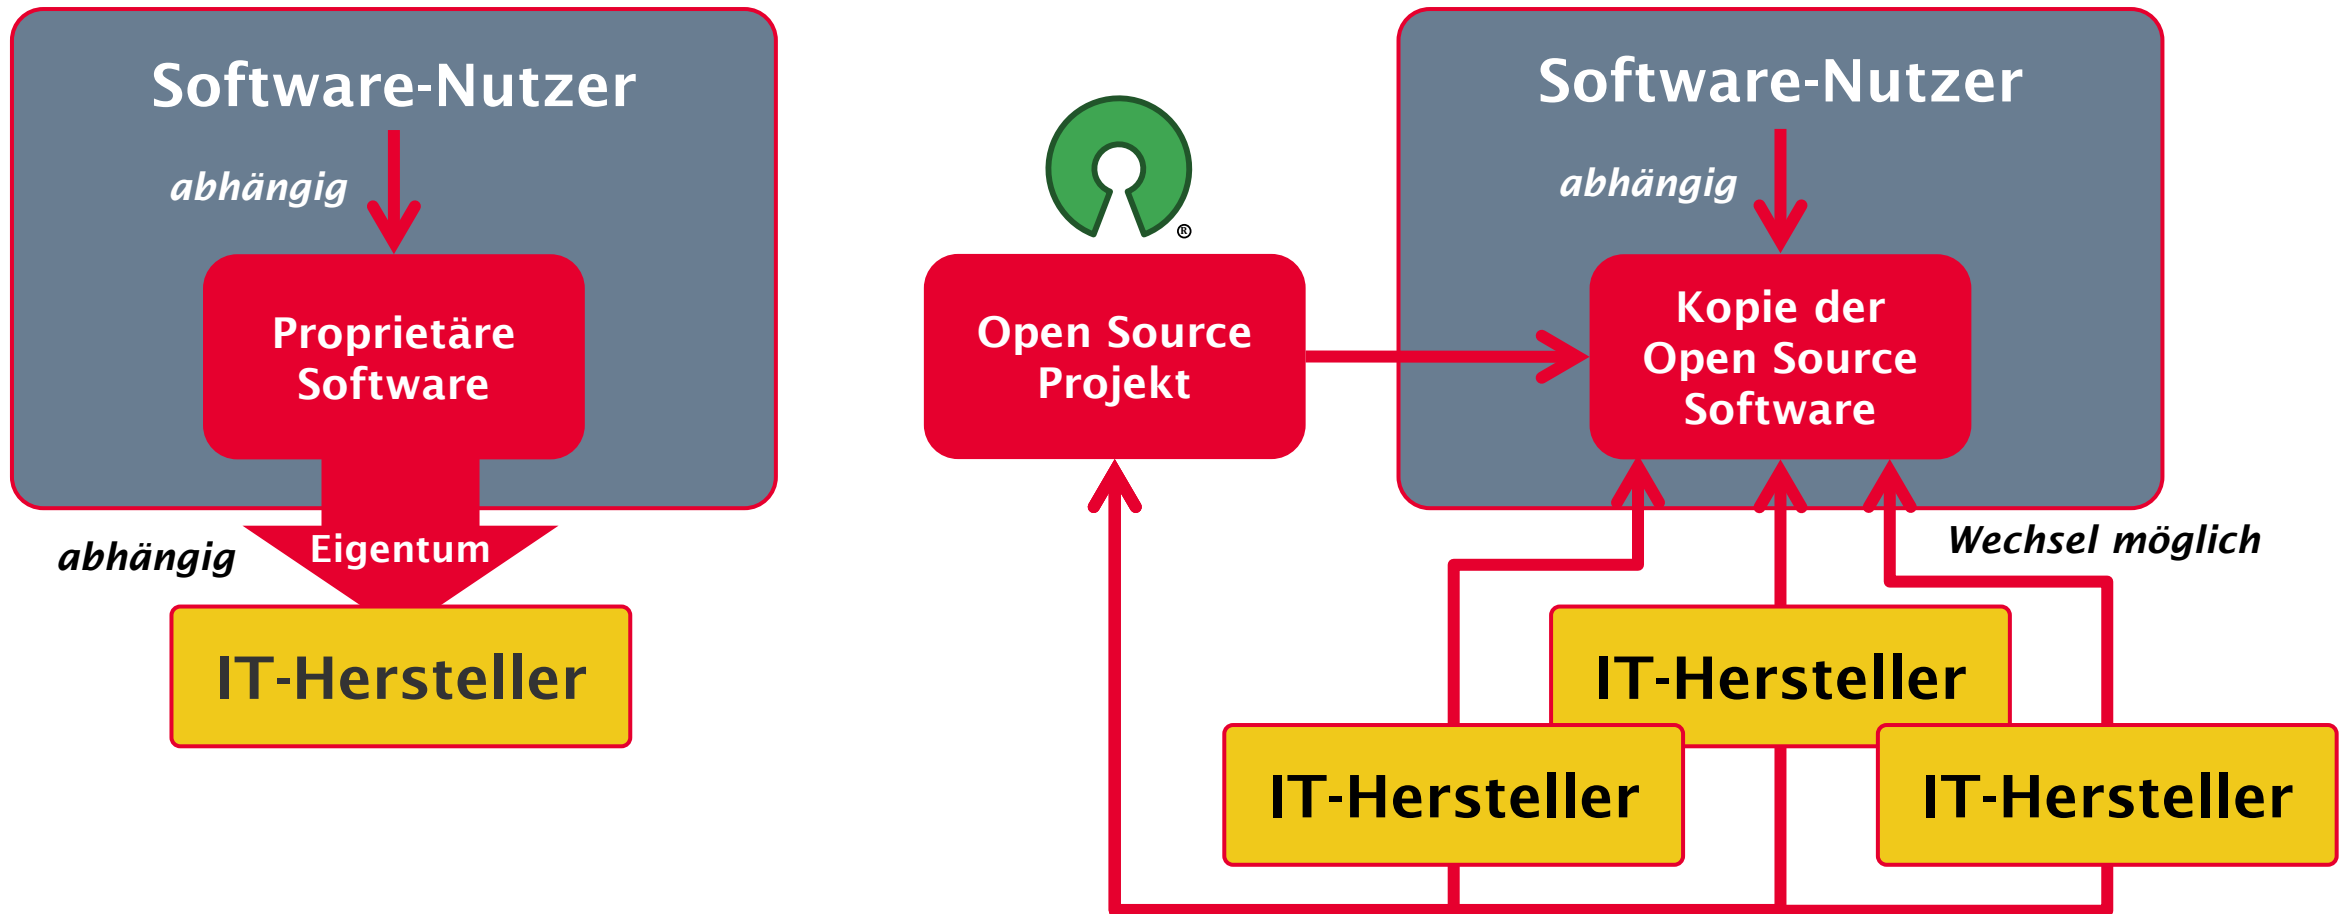 Software-Nutzer
abhängig
Proprietäre
Software
abhängig
Eigentum
IT-Hersteller
®
Open Source
Projekt
Software-Nutzer
abhängig
Kopie der
Open Source
Software
Wechsel möglich
IT-Hersteller
IT-Hersteller
IT-Hersteller